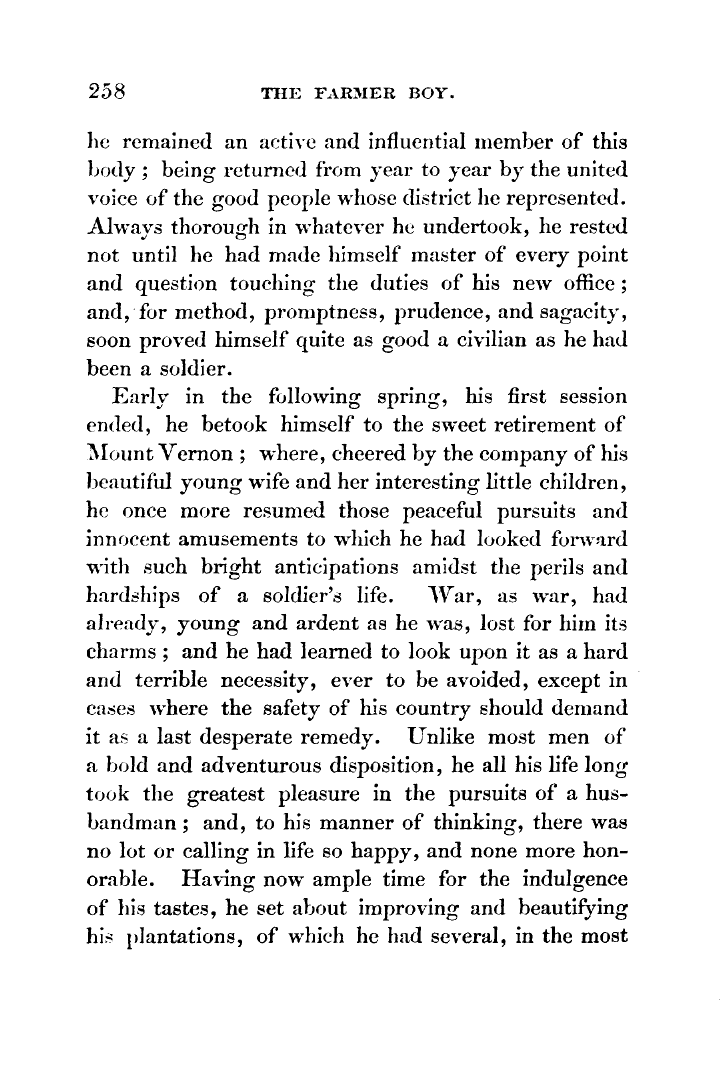 258 THE FARMER BOY.
he remained an active and influential member of this
body ; being returned from year to year by the united
voice of the good people whose district he represented.
Always thorough in whatever he undertook, he rested
not until he had made himself master of every point
and question touching the duties of his new office ;
and, for method, promptness, prudence, and sagacity,
soon proved himself quite as good a civilian as he had
been a soldier.
Early in the following spring, his first session
ended, he betook himself to the sweet retirement of
Mount Vernon ; where, cheered by the company of his
beautiful young wife and her interesting little children,
he once more resumed those peaceful pursuits and
innocent amusements to which he had looked forward
with such bright anticipations amidst the perils and
hardships of a soldier's life. War, as war, had
already, young and ardent as he was, lost for him its
charms ; and he had learned to look upon it as a hard
and terrible necessity, ever to be avoided, except in
cases where the safety of his country should demand
it as a last desperate remedy. Unlike most men of
a bold and adventurous disposition, he all his life long
took the greatest pleasure in the pursuits of a hus-
bandman ; and, to his manner of thinking, there was
no lot or calling in life so happy, and none more hon-
orable. Having now ample time for the indulgence
of his tastes, he set about improving and beautifying
his plantations, of which he had several, in the most